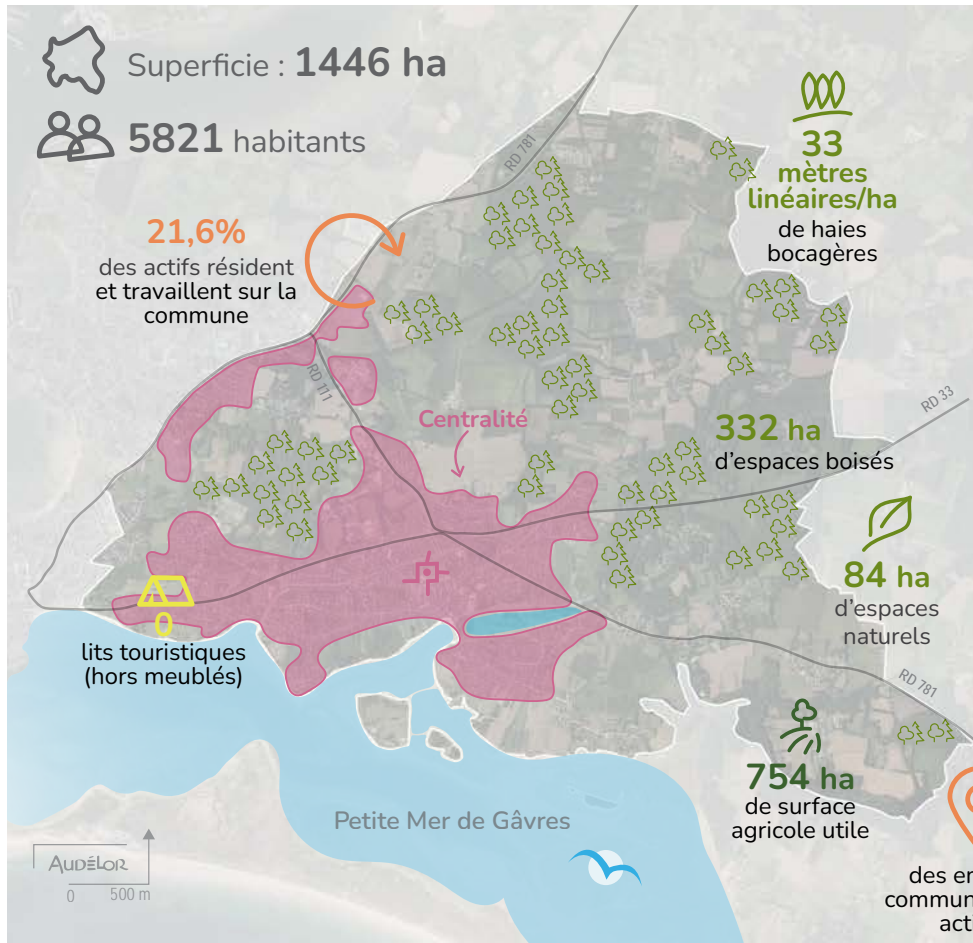 Superficie : 1446 ha
5821 habitants
RD 781
33
mètres
linéaires/ha
de haies
bocagères
21,6%
des actifs résident
et travaillent sur la
commune
RD 111
Centralité
RD 33
332 ha
d'espaces boisés
84 ha
d'espaces
naturels
0
lits touristiques
(hors meublés)
RD 781
754 ha
de surface
agricole utile
Petite Mer de Gâvres
AUDÉLOR
0 500 m
des